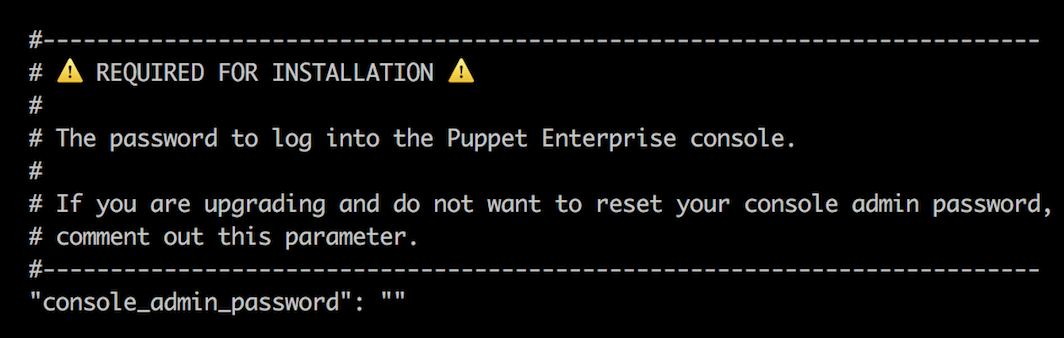 #--------------------------------------------------------------------------
# ⚠️ REQUIRED FOR INSTALLATION ⚠️
#
# The password to log into the Puppet Enterprise console.
#
# If you are upgrading and do not want to reset your console admin password,
# comment out this parameter.
#--------------------------------------------------------------------------
"console_admin_password": ""